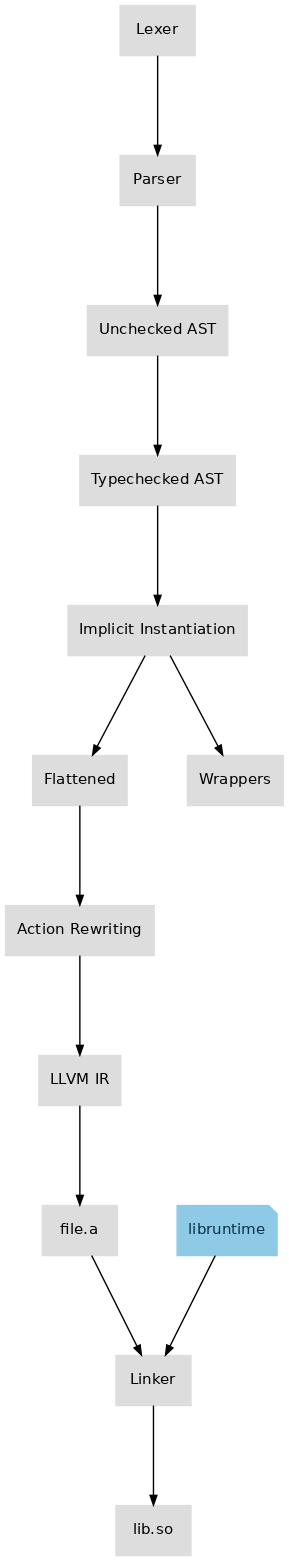 Lexer
Parser
Unchecked AST
Typechecked AST
Implicit Instantiation
Flattened
Wrappers
Action Rewriting
LLVM IR
file.a
libruntime
Linker
lib.so